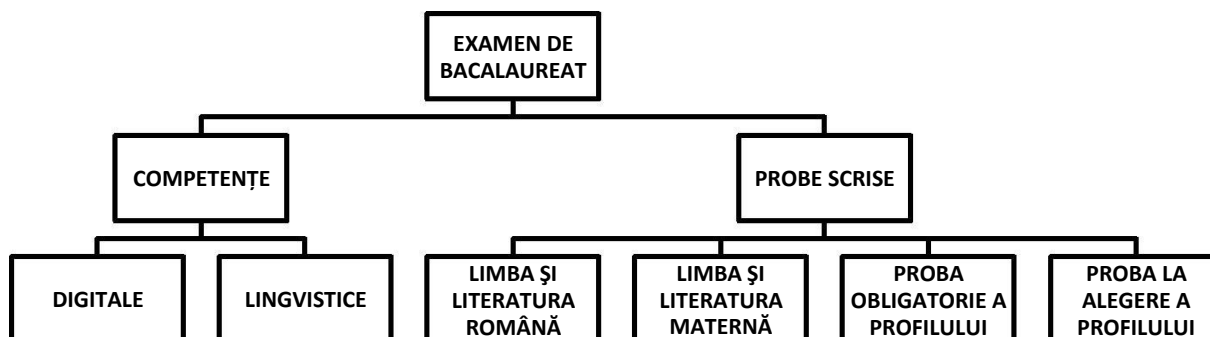 EXAMEN DE
BACALAUREAT
COMPETENȚE
PROBE SCRISE
DIGITALE
LINGVISTICE
LIMBA ŞI
LITERATURA
ROMÂNĂ
LIMBA ŞI
LITERATURA
MATERNĂ
PROBA
OBLIGATORIE A
PROFILULUI
PROBA LA
ALEGERE A
PROFILULUI